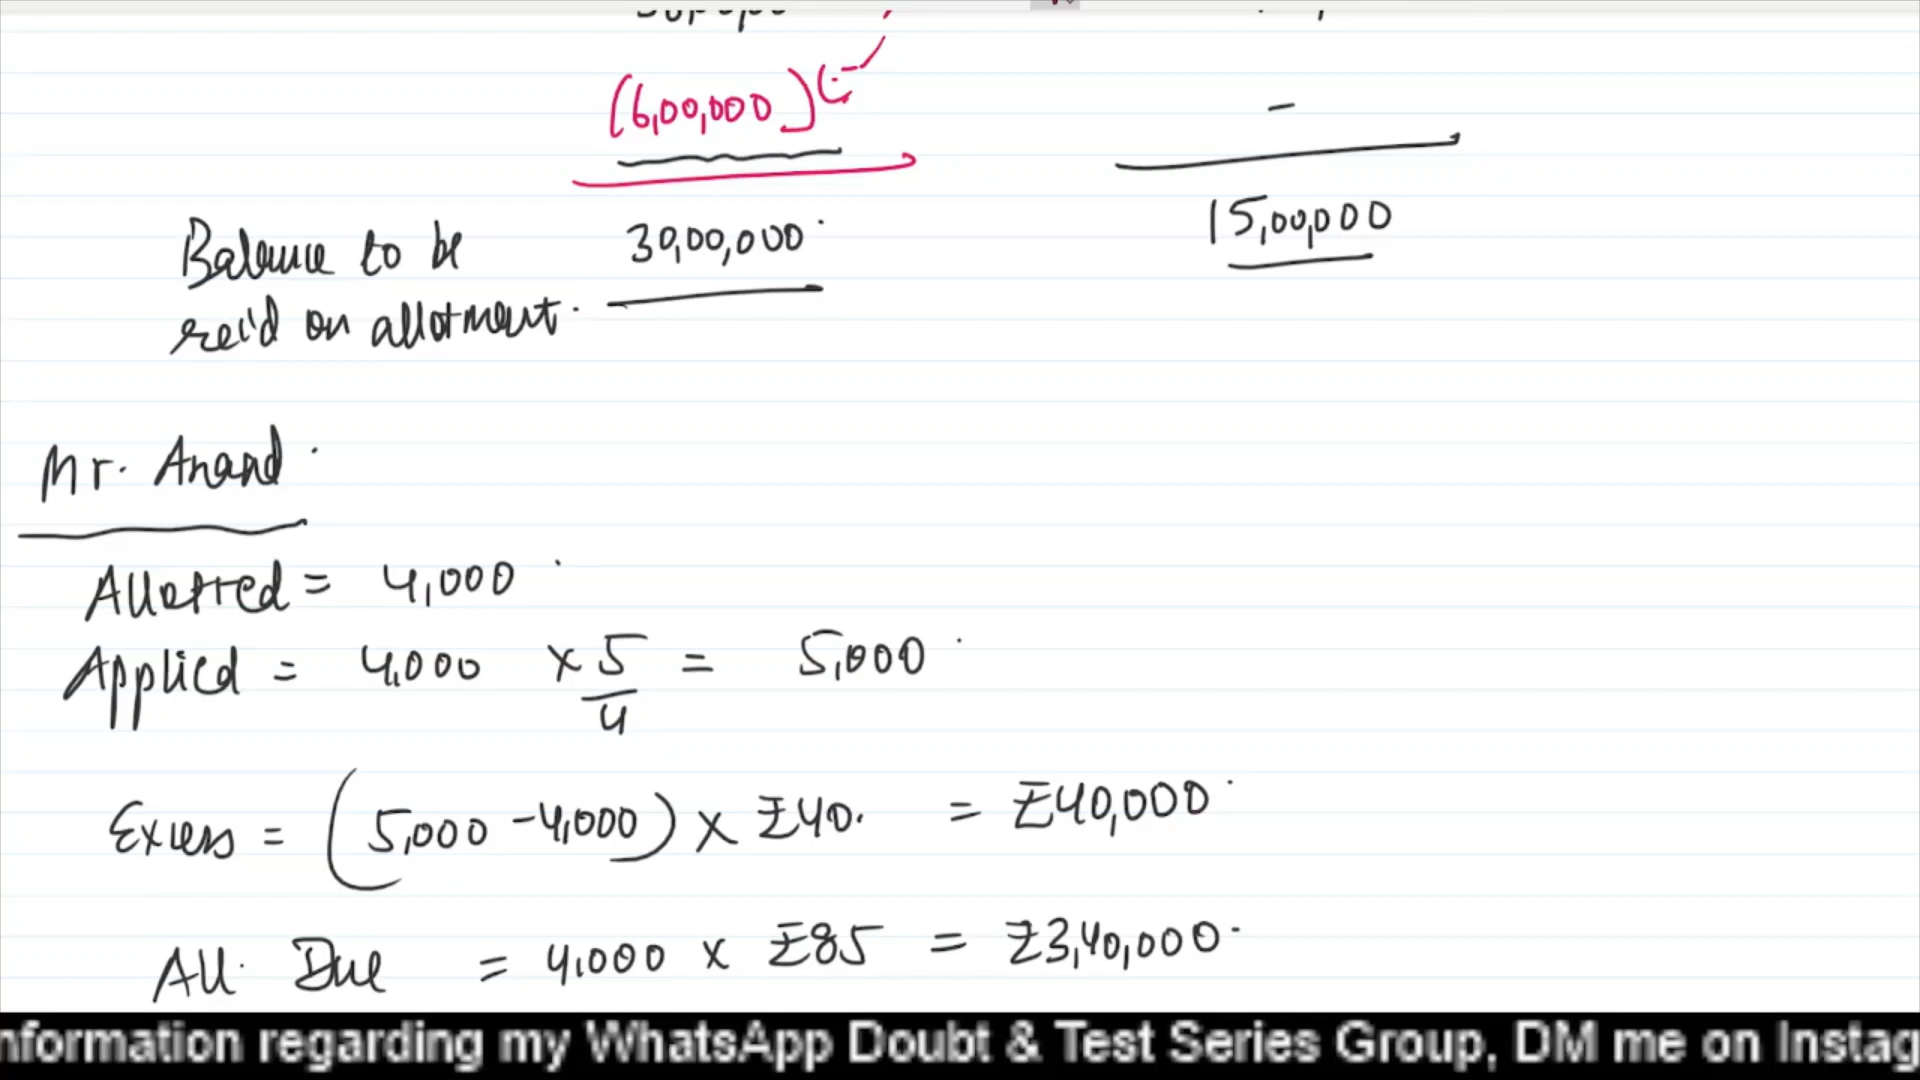 (6,00,000)
-
Balance to be 30,00,000 15,00,000
rec'd on allotment.
Mr. Anand
Allotted = 4,000
Applied = 4,000 x 5/4 = 5,000
Excess = (5,000 - 4,000) x ₹40. = ₹40,000
All. Due = 4,000 x ₹85 = ₹3,40,000
nformation regarding my WhatsApp Doubt & Test Series Group, DM me on Instag